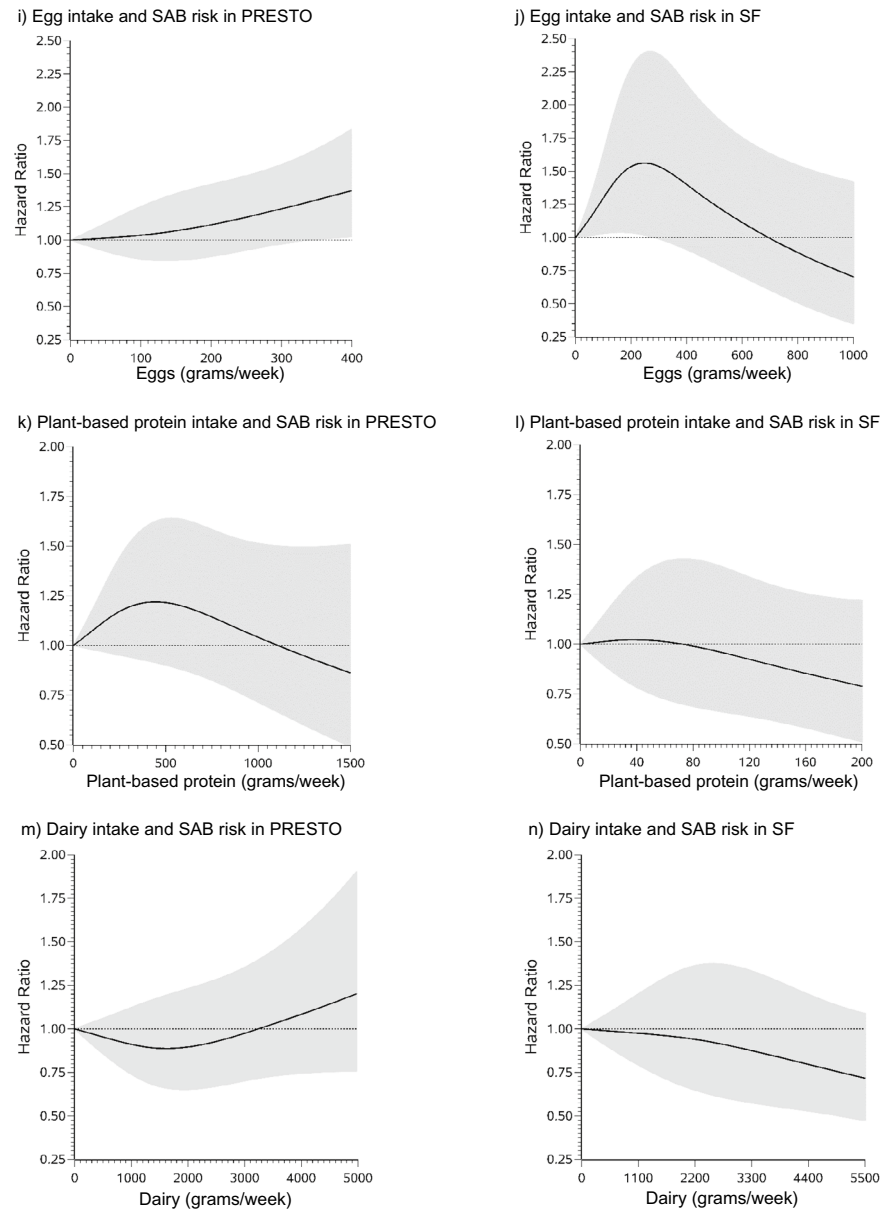 i) Egg intake and SAB risk in PRESTO
2.50
2.25
2.00
1.75
1.50
1.25
1.00
0.75
0.50
0.25
Hazard Ratio
0 100 200 300 400
Eggs (grams/week)
j) Egg intake and SAB risk in SF
2.50
2.25
2.00
1.75
1.50
1.25
1.00
0.75
0.50
0.25
Hazard Ratio
0 200 400 600 800 1000
Eggs (grams/week)
k) Plant-based protein intake and SAB risk in PRESTO
2.00
1.75
1.50
1.25
1.00
0.75
0.50
Hazard Ratio
0 500 1000 1500
Plant-based protein (grams/week)
l) Plant-based protein intake and SAB risk in SF
2.00
1.75
1.50
1.25
1.00
0.75
0.50
Hazard Ratio
0 40 80 120 160 200
Plant-based protein (grams/week)
m) Dairy intake and SAB risk in PRESTO
2.00
1.75
1.50
1.25
1.00
0.75
0.50
0.25
Hazard Ratio
0 1000 2000 3000 4000 5000
Dairy (grams/week)
n) Dairy intake and SAB risk in SF
2.00
1.75
1.50
1.25
1.00
0.75
0.50
0.25
Hazard Ratio
0 1100 2200 3300 4400 5500
Dairy (grams/week)